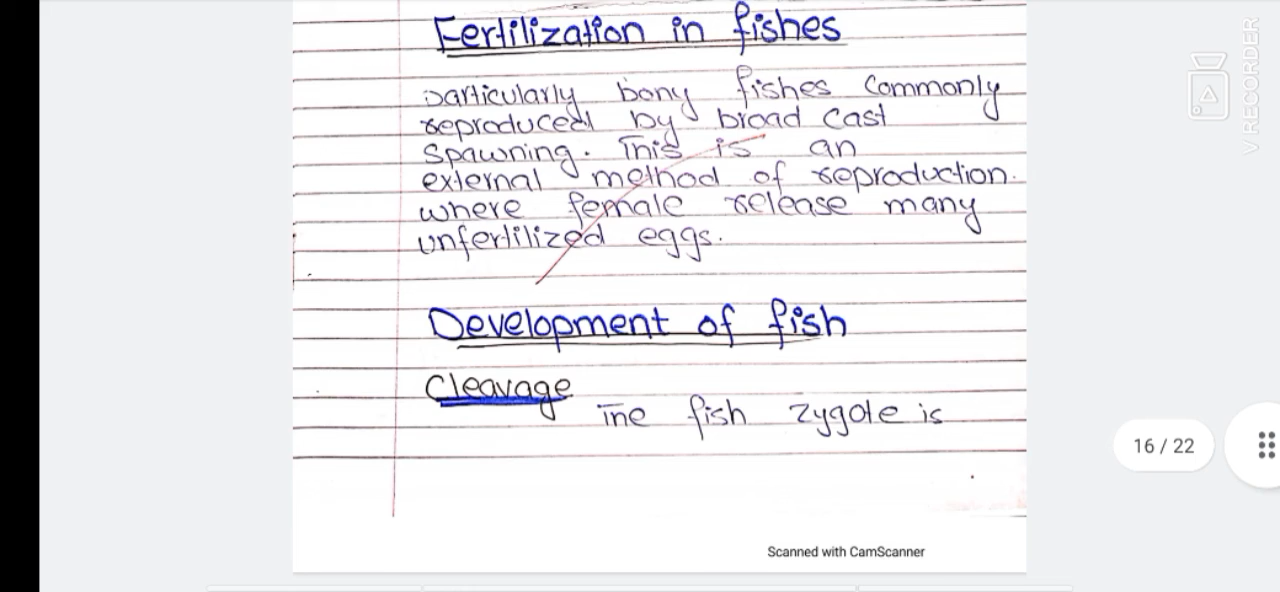 Fertilization in fishes
particularly bony fishes commonly
reproduced by broad cast
spawning. This is an
external method of reproduction.
where female release many
unfertilized eggs.
Development of fish
Cleavage
The fish zygote is
16 / 22
Scanned with CamScanner
V RECORDER